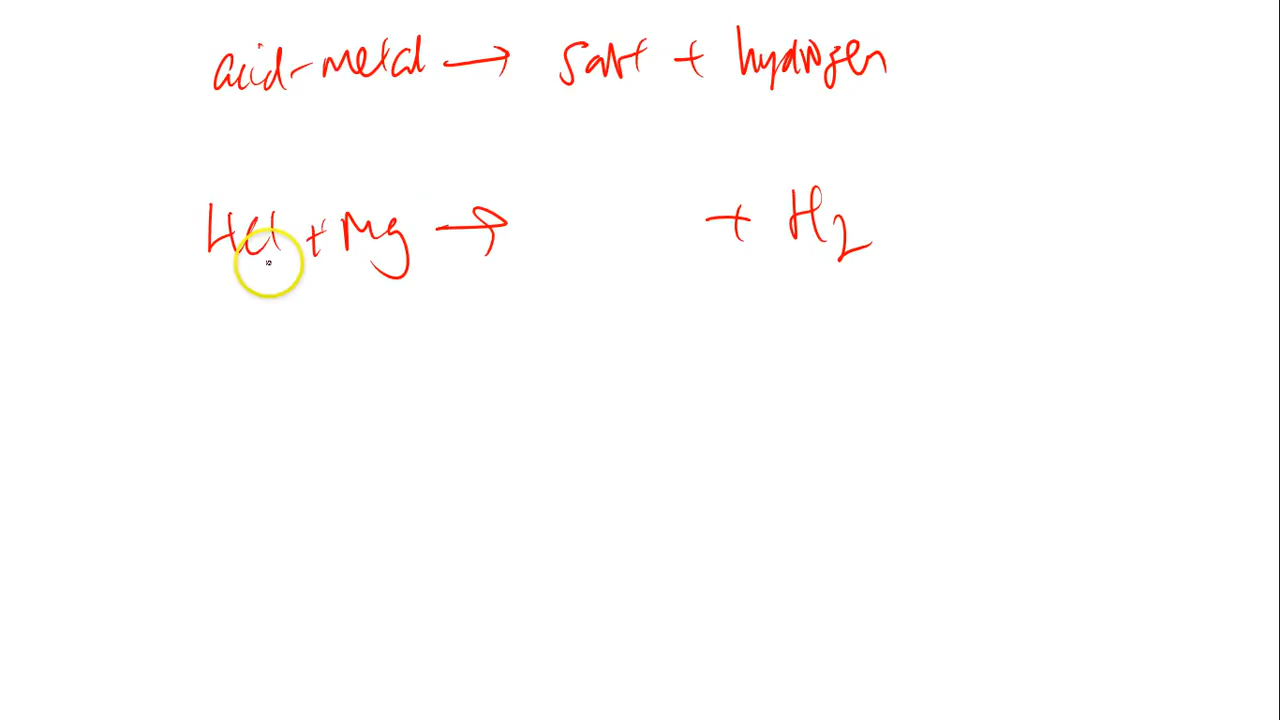 acid-metal → salt + hydrogen
HCl + Mg → + H₂